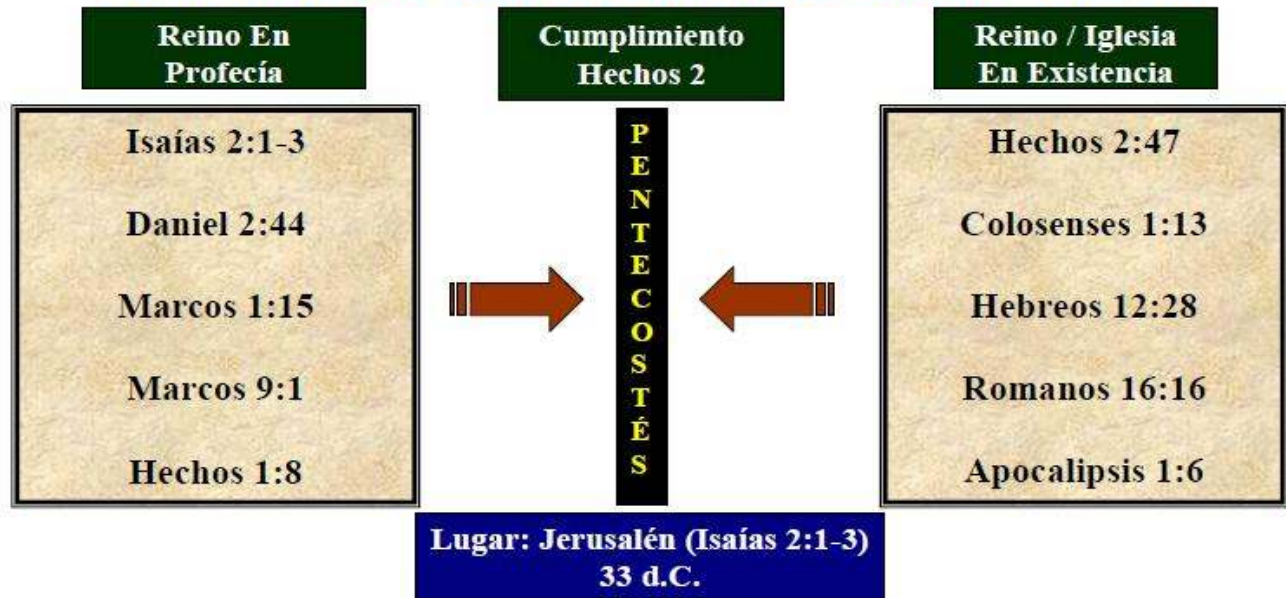 Reino En
Profecía
Isaías 2:1-3
Daniel 2:44
Marcos 1:15
Marcos 9:1
Hechos 1:8
Cumplimiento
Hechos 2
PENTECOSTÉS
Reino / Iglesia
En Existencia
Hechos 2:47
Colosenses 1:13
Hebreos 12:28
Romanos 16:16
Apocalipsis 1:6
Lugar: Jerusalén (Isaías 2:1-3)
33 d.C.